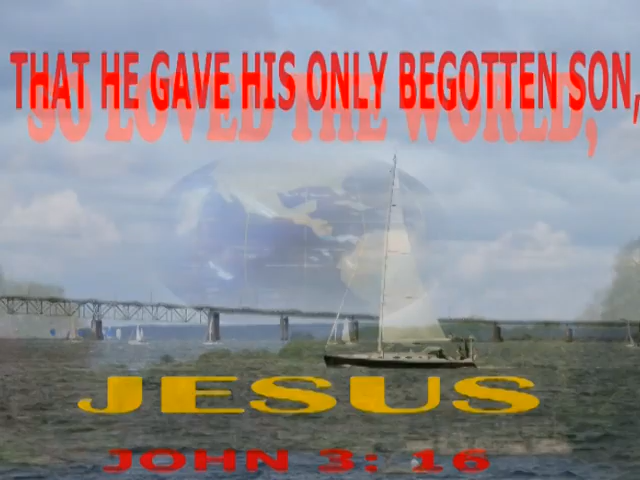 THAT HE GAVE HIS ONLY BEGOTTEN SON,
SO LOVED THE WORLD,
JESUS
JOHN 3: 16